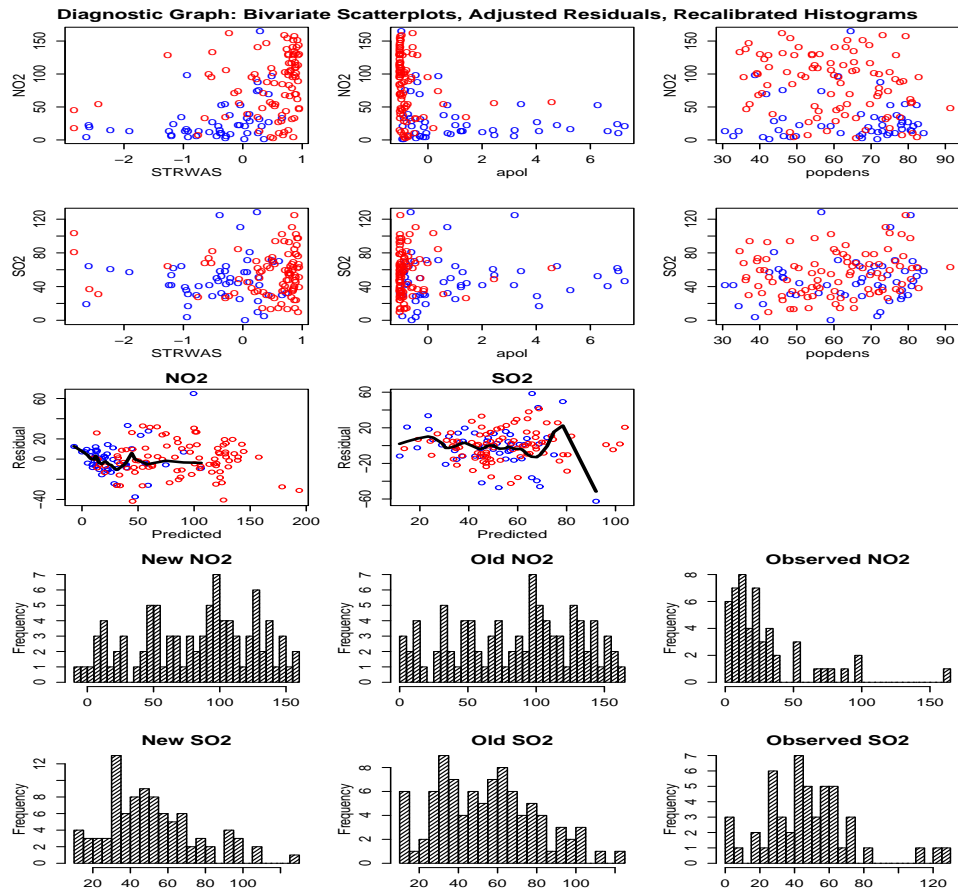 Diagnostic Graph: Bivariate Scatterplots, Adjusted Residuals, Recalibrated Histograms
NO2
0 50 100 150
−2 −1 0 1
STRWAS
NO2
0 50 100 150
0 2 4 6
apol
NO2
0 50 100 150
30 40 50 60 70 80 90
popdens
SO2
0 40 80 120
−2 −1 0 1
STRWAS
SO2
0 40 80 120
0 2 4 6
apol
SO2
0 40 80 120
30 40 50 60 70 80 90
popdens
NO2
Residual
−40 0 20 60
0 50 100 150 200
Predicted
SO2
Residual
−60 −20 20 60
20 40 60 80 100
Predicted
New NO2
Frequency
0 1 2 3 4 5 7
0 50 100 150
Old NO2
Frequency
0 1 2 3 4 5 7
0 50 100 150
Observed NO2
Frequency
0 2 4 6 8
0 50 100 150
New SO2
Frequency
0 2 4 6 8 12
20 40 60 80 100 120
Old SO2
Frequency
0 2 4 6 8
20 40 60 80 100
Observed SO2
Frequency
0 1 2 3 4 5 6 7
0 20 40 60 80 120